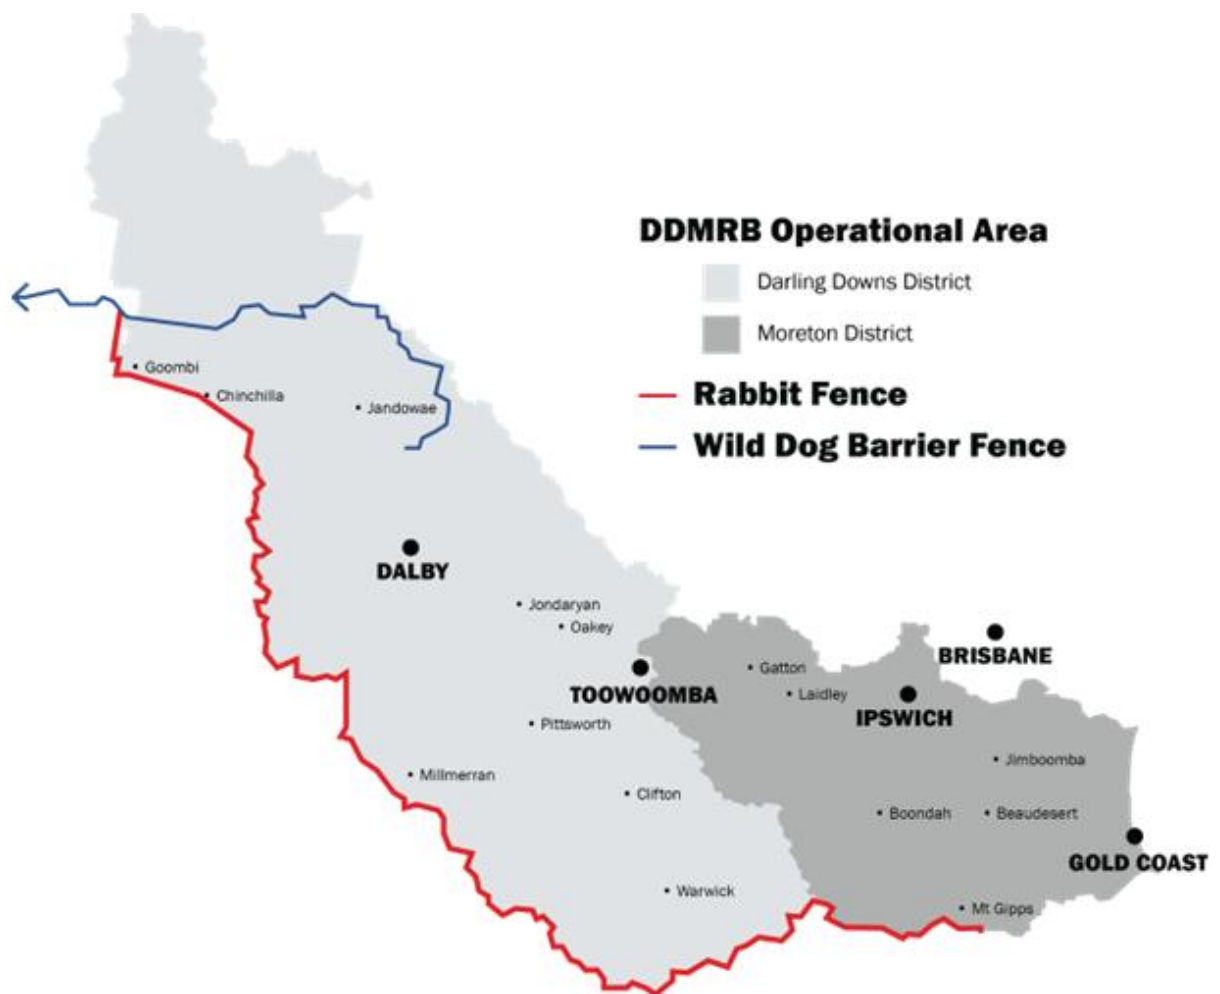 DDMRB Operational Area
Darling Downs District
Moreton District
Rabbit Fence
Wild Dog Barrier Fence
Goombi
Chinchilla
Jandowae
DALBY
Jondaryan
Oakey
BRISBANE
Gatton
TOOWOOMBA
Laidley
IPSWICH
Pittsworth
Jimboomba
Millmerran
Clifton
Boondah
Beaudesert
GOLD COAST
Warwick
Mt Gipps